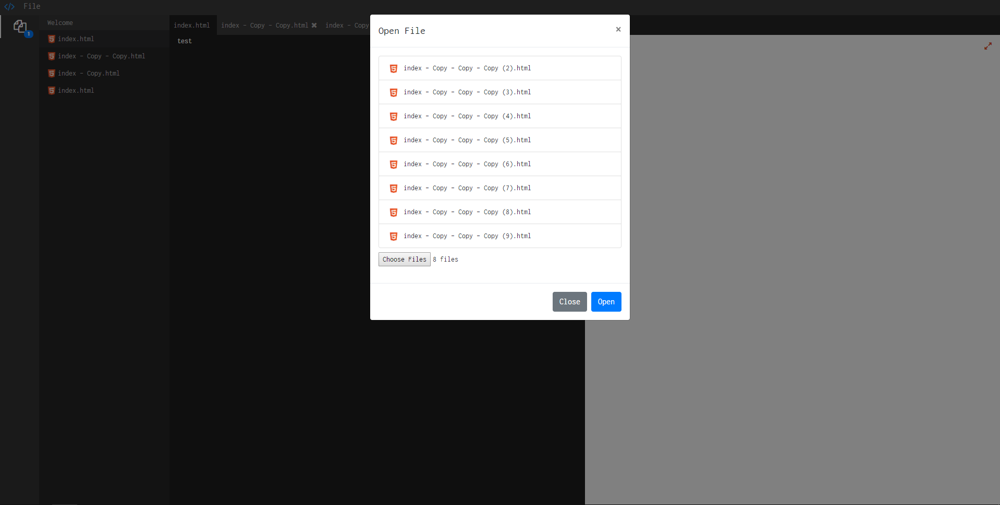 File
Welcome
1
index.html
index - Copy - Copy.html
index - Copy.html
index.html
index.html index - Copy - Copy.html ✖ index - Copy
test
Open File ×
index - Copy - Copy - Copy (2).html
index - Copy - Copy - Copy (3).html
index - Copy - Copy - Copy (4).html
index - Copy - Copy - Copy (5).html
index - Copy - Copy - Copy (6).html
index - Copy - Copy - Copy (7).html
index - Copy - Copy - Copy (8).html
index - Copy - Copy - Copy (9).html
Choose Files 8 files
Close Open